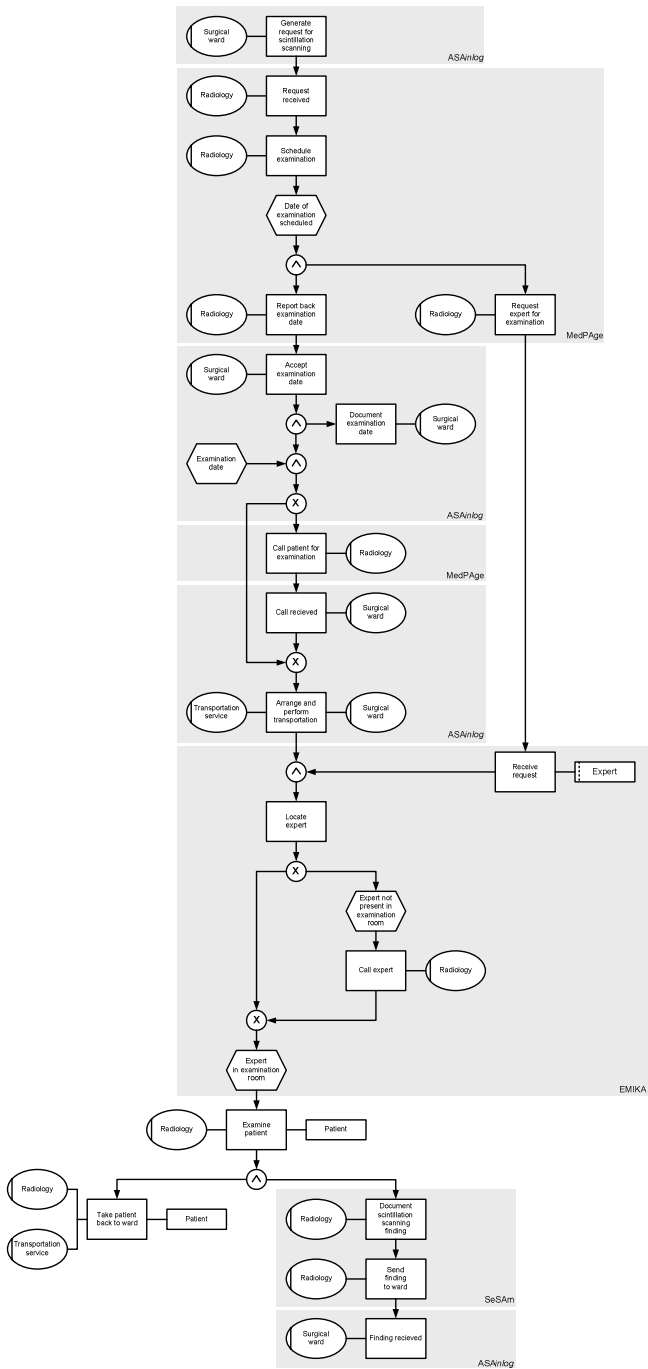 Surgical
ward
Generate
request for
scintillation
scanning
ASAinlog
Radiology
Request
received
Radiology
Schedule
examination
Date of
examination
scheduled
^
Radiology
Report back
examination
date
Radiology
Request
expert for
examination
MedPAge
Surgical
ward
Accept
examination
date
^
Document
examination
date
Surgical
ward
Examination
date
^
X
ASAinlog
Call patient for
examination
Radiology
MedPAge
Call recieved
Surgical
ward
X
Transportation
service
Arrange and
perform
transportation
Surgical
ward
ASAinlog
^
Receive
request
Expert
Locate
expert
X
Expert not
present in
examination
room
Call expert
Radiology
X
Expert
in examination
room
EMIKA
Radiology
Examine
patient
Patient
^
Radiology
Transportation
service
Take patient
back to ward
Patient
Radiology
Document
scintillation
scanning
finding
Radiology
Send
finding
to ward
SeSAm
Surgical
ward
Finding recieved
ASAinlog